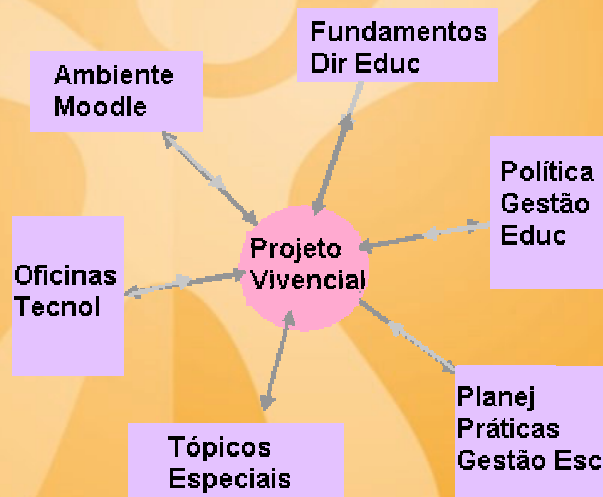 Fundamentos
Dir Educ
Ambiente
Moodle
Política
Gestão
Educ
Projeto
Vivencial
Oficinas
Tecnol
Planej
Práticas
Gestão Esc
Tópicos
Especiais